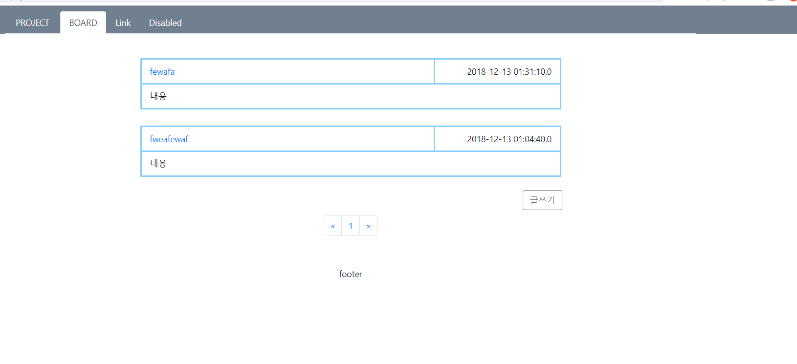 PROJECT BOARD Link Disabled
fewafa 2018-12-13 01:31:10.0
내용
fweafewaf 2018-12-13 01:04:40.0
내용
글쓰기
« 1 »
footer